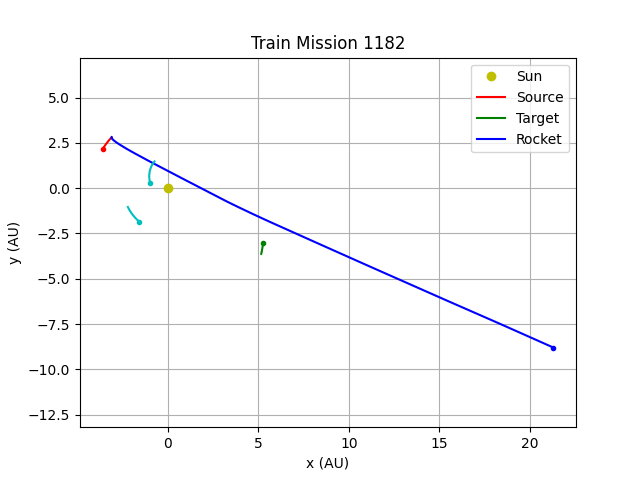 Train Mission 1182
Sun
Source
Target
Rocket
5.0
2.5
0.0
−2.5
−5.0
−7.5
−10.0
−12.5
y (AU)
0 5 10 15 20
x (AU)